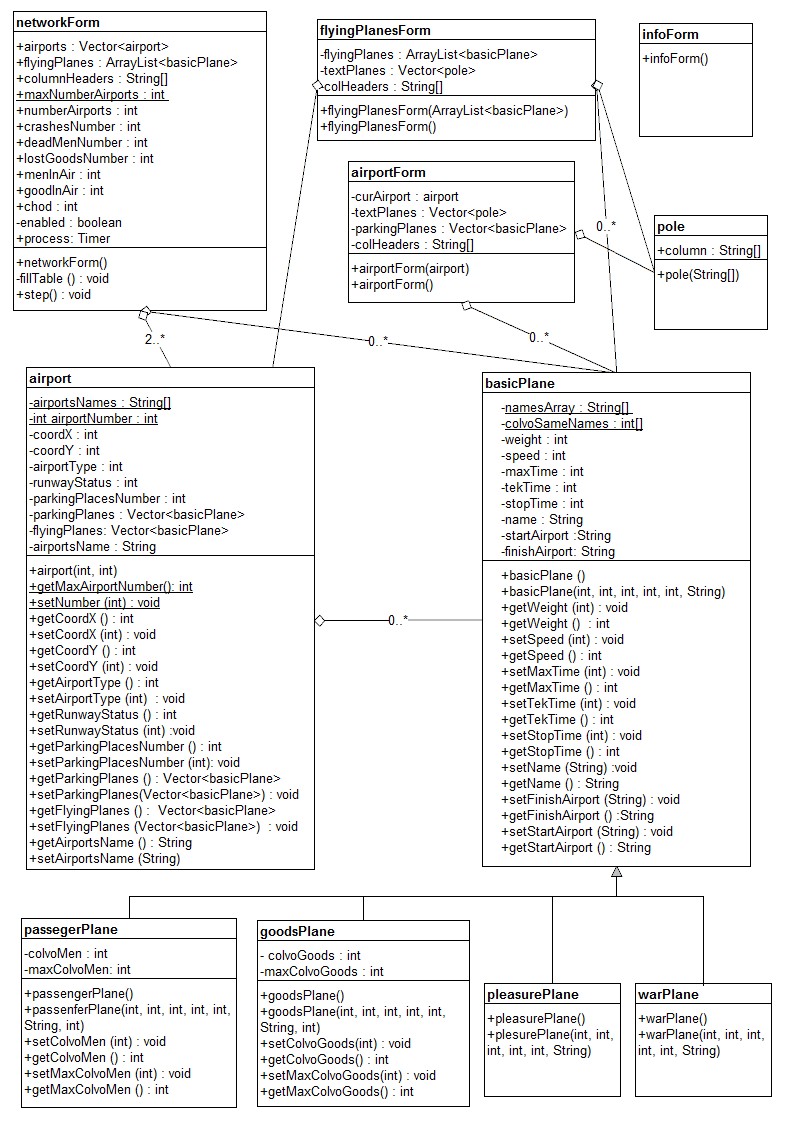 networkForm
+airports : Vector<airport>
+flyingPlanes : ArrayList<basicPlane>
+columnHeaders : String[]
+maxNumberAirports : int
+numberAirports : int
+crashesNumber : int
+deadMenNumber : int
+lostGoodsNumber : int
+menInAir : int
+goodInAir : int
+chod : int
-enabled : boolean
+process: Timer
+networkForm()
-fillTable () : void
+step() : void
flyingPlanesForm
-flyingPlanes : ArrayList<basicPlane>
-textPlanes : Vector<pole>
-colHeaders : String[]
+flyingPlanesForm(ArrayList<basicPlane>)
+flyingPlanesForm()
infoForm
+infoForm()
airportForm
-curAirport : airport
-textPlanes : Vector<pole>
-parkingPlanes : Vector<basicPlane>
-colHeaders : String[]
+airportForm(airport)
+airportForm()
0..*
pole
+column : String[]
+pole(String[])
2..*
0..*
0..*
airport
-airportsNames : String[]
-int airportNumber : int
-coordX : int
-coordY : int
-airportType : int
-runwayStatus : int
-parkingPlacesNumber : int
-parkingPlanes : Vector<basicPlane>
-flyingPlanes: Vector<basicPlane>
-airportsName : String
+airport(int, int)
+getMaxAirportNumber(): int
+setNumber (int) : void
+getCoordX () : int
+setCoordX (int) : void
+getCoordY () : int
+setCoordY (int) : void
+getAirportType () : int
+setAirportType (int) : void
+getRunwayStatus () : int
+setRunwayStatus (int) :void
+getParkingPlacesNumber () : int
+setParkingPlacesNumber (int): void
+getParkingPlanes () : Vector<basicPlane>
+setParkingPlanes(Vector<basicPlane>) : void
+getFlyingPlanes () : Vector<basicPlane>
+setFlyingPlanes (Vector<basicPlane>) : void
+getAirportsName () : String
+setAirportsName (String)
0..*
basicPlane
-namesArray : String[]
-colvoSameNames : int[]
-weight : int
-speed : int
-maxTime : int
-tekTime : int
-stopTime : int
-name : String
-startAirport :String
-finishAirport: String
+basicPlane ()
+basicPlane(int, int, int, int, int, String)
+getWeight (int) : void
+getWeight () : int
+setSpeed (int) : void
+getSpeed () : int
+setMaxTime (int) : void
+getMaxTime () : int
+setTekTime (int) : void
+getTekTime () : int
+setStopTime (int) : void
+getStopTime () : int
+setName (String) :void
+getName () : String
+setFinishAirport (String) : void
+getFinishAirport () :String
+setStartAirport (String) : void
+getStartAirport () : String
passegerPlane
-colvoMen : int
-maxColvoMen: int
+passengerPlane()
+passenferPlane(int, int, int, int, int,
String, int)
+setColvoMen (int) : void
+getColvoMen () : int
+setMaxColvoMen (int) : void
+getMaxColvoMen () : int
goodsPlane
- colvoGoods : int
-maxColvoGoods : int
+goodsPlane()
+goodsPlane(int, int, int, int, int,
String, int)
+setColvoGoods(int) : void
+getColvoGoods() : int
+setMaxColvoGoods(int) : void
+getMaxColvoGoods() : int
pleasurePlane
+pleasurePlane()
+plesurePlane(int, int,
int, int, int, String)
warPlane
+warPlane()
+warPlane(int, int, int,
int, int, String)